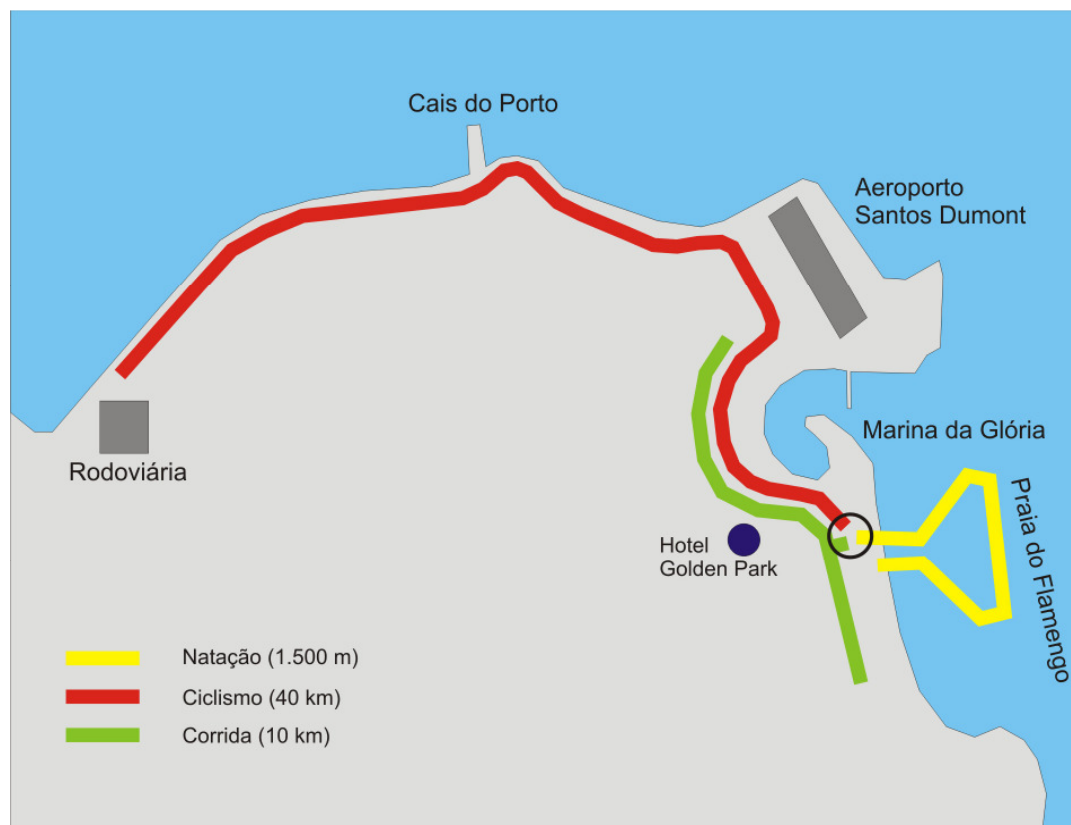 Cais do Porto
Aeroporto
Santos Dumont
Marina da Glória
Rodoviária
Praia do Flamengo
Hotel
Golden Park
Natação (1.500 m)
Ciclismo (40 km)
Corrida (10 km)